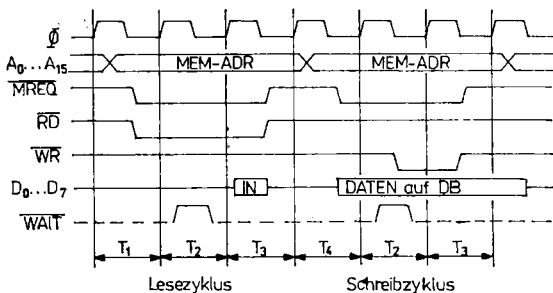 Φ
A₀...A₁₅ MEM-ADR MEM-ADR
MREQ
RD
WR
D₀...D₇ IN DATEN auf DB
WAIT
T₁ T₂ T₃ T₄ T₂ T₃
Lesezyklus Schreibzyklus